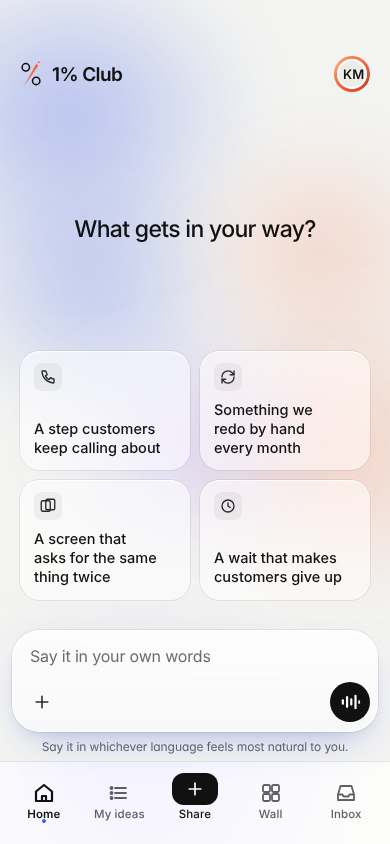 1% Club
KM
What gets in your way?
A step customers
keep calling about
Something we
redo by hand
every month
A screen that
asks for the same
thing twice
A wait that makes
customers give up
Say it in your own words
Say it in whichever language feels most natural to you.
Home
My ideas
Share
Wall
Inbox